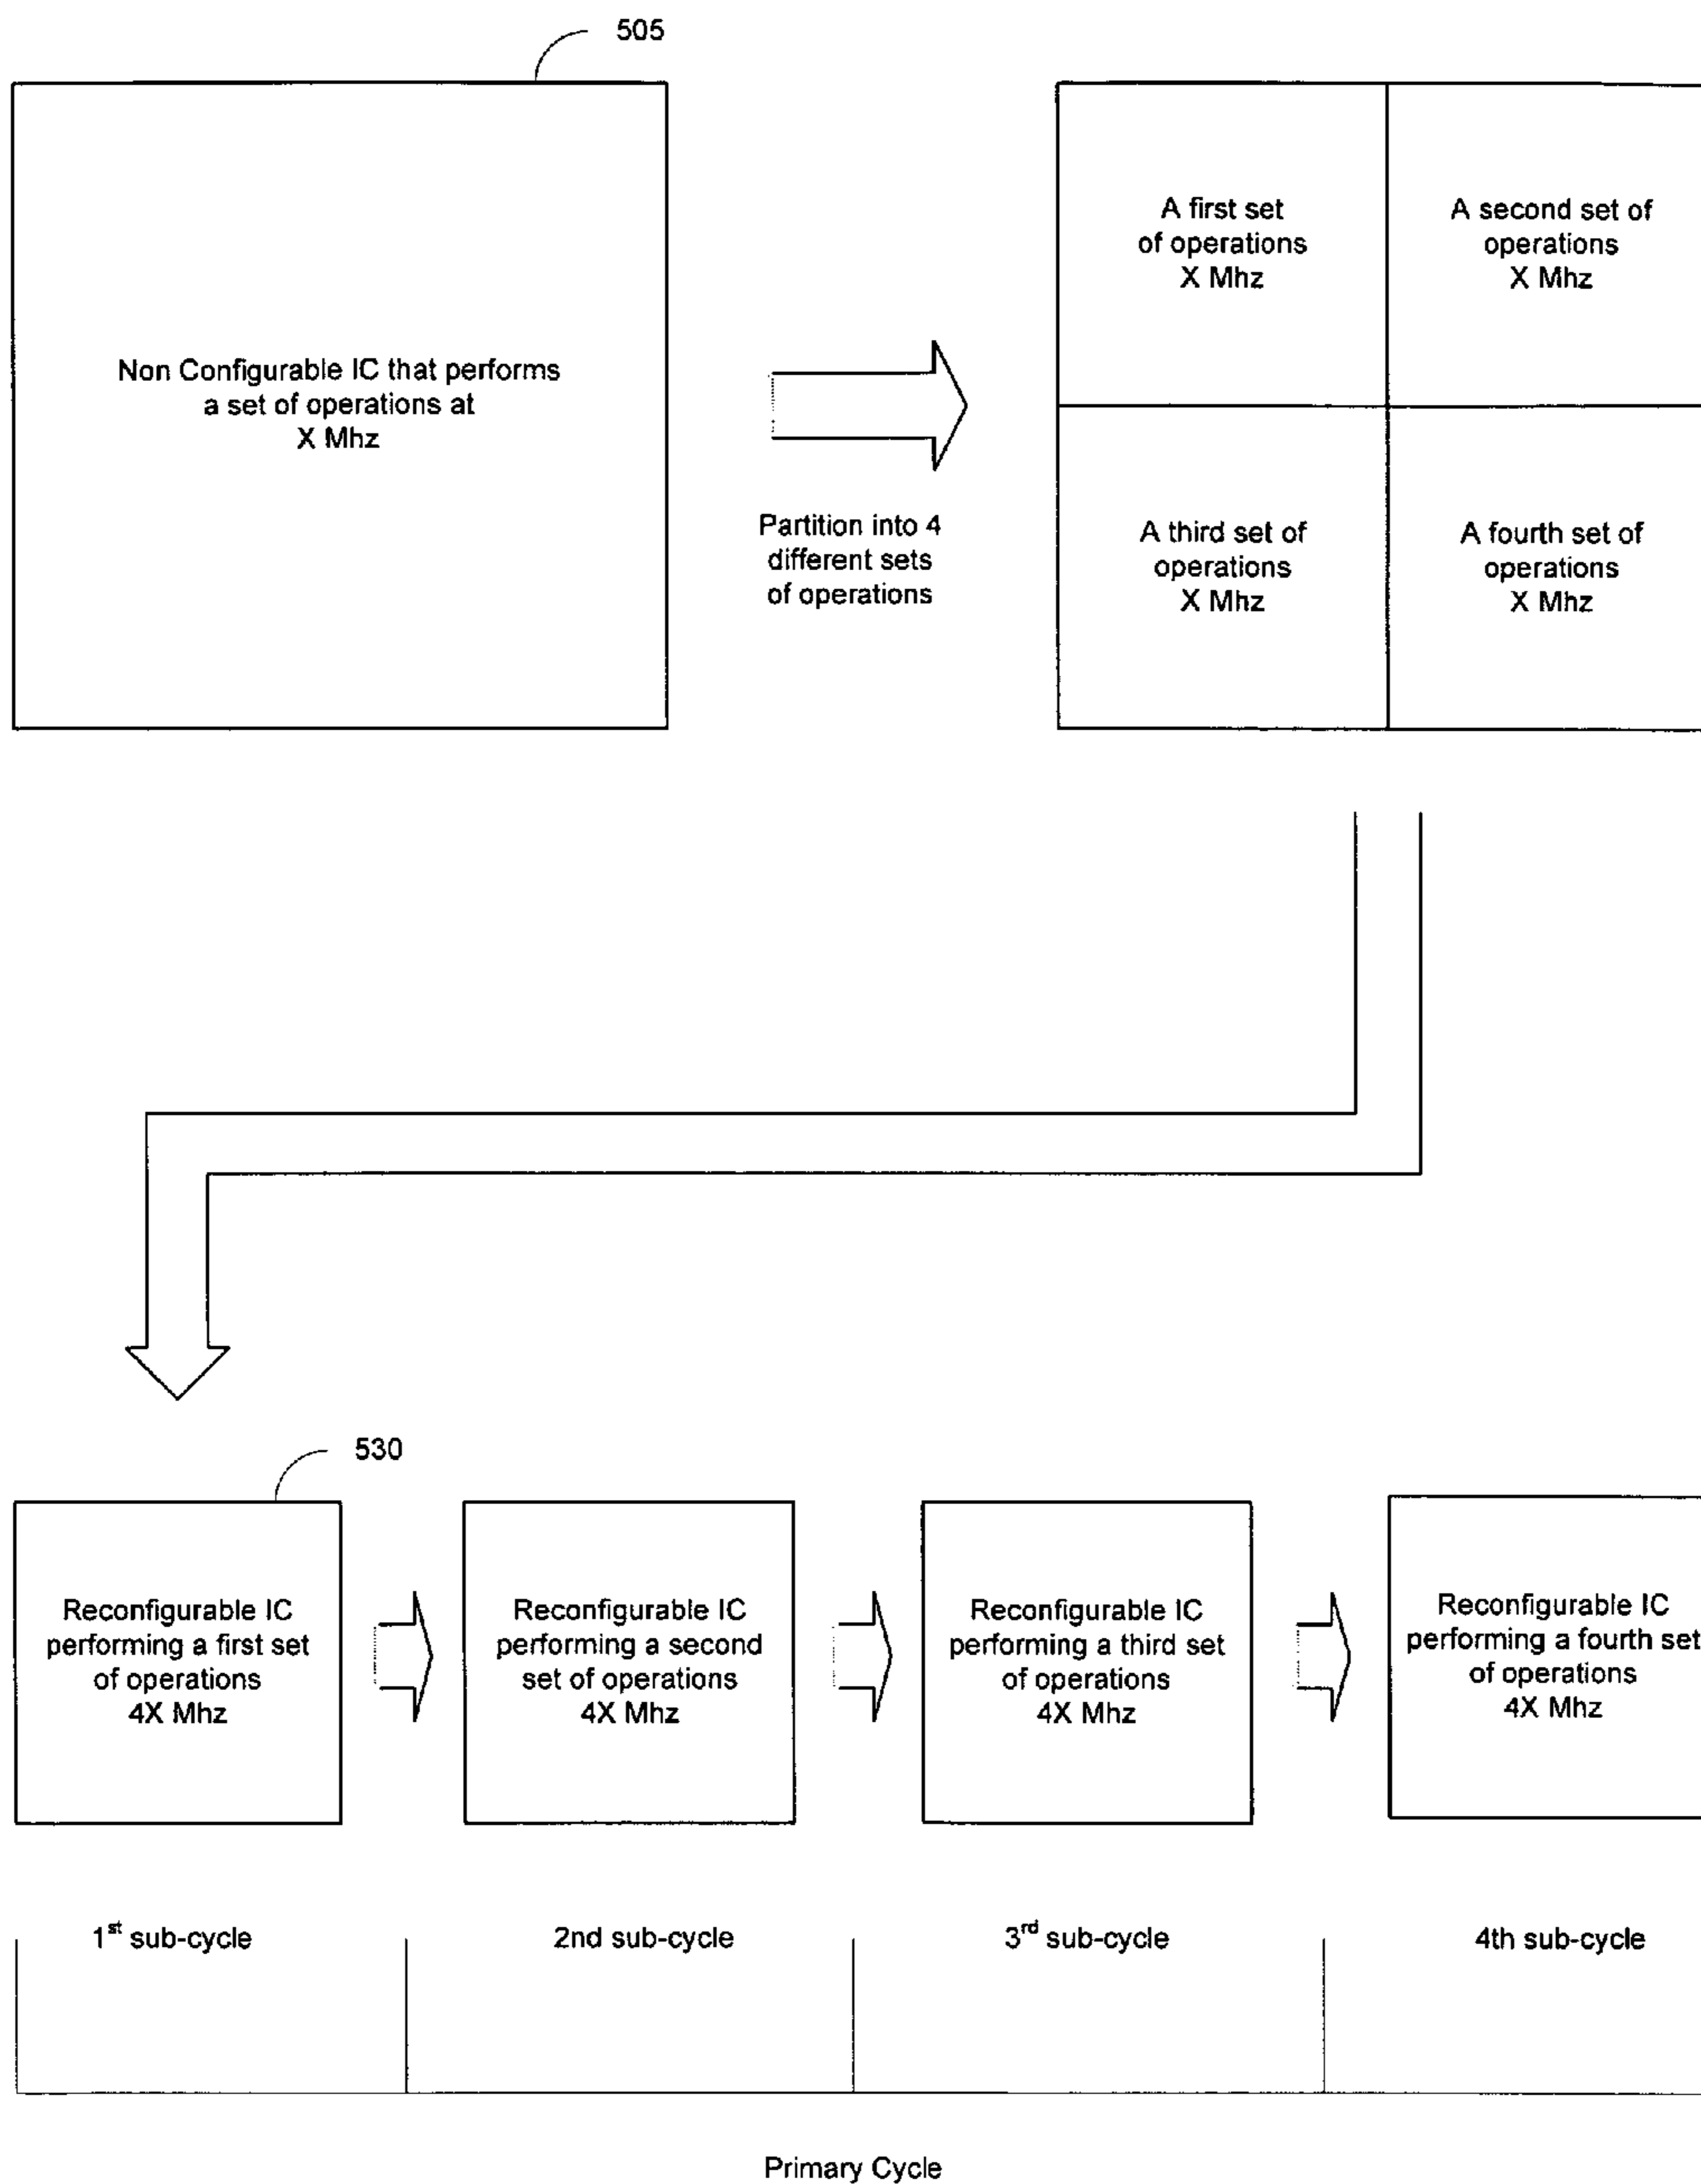 505
Non Configurable IC that performs
a set of operations at
X Mhz
Partition into 4
different sets
of operations
A first set
of operations
X Mhz
A second set of
operations
X Mhz
A third set of
operations
X Mhz
A fourth set of
operations
X Mhz
530
Reconfigurable IC
performing a first set
of operations
4X Mhz
Reconfigurable IC
performing a second
set of operations
4X Mhz
Reconfigurable IC
performing a third set
of operations
4X Mhz
Reconfigurable IC
performing a fourth set
of operations
4X Mhz
1st sub-cycle
2nd sub-cycle
3rd sub-cycle
4th sub-cycle
Primary Cycle